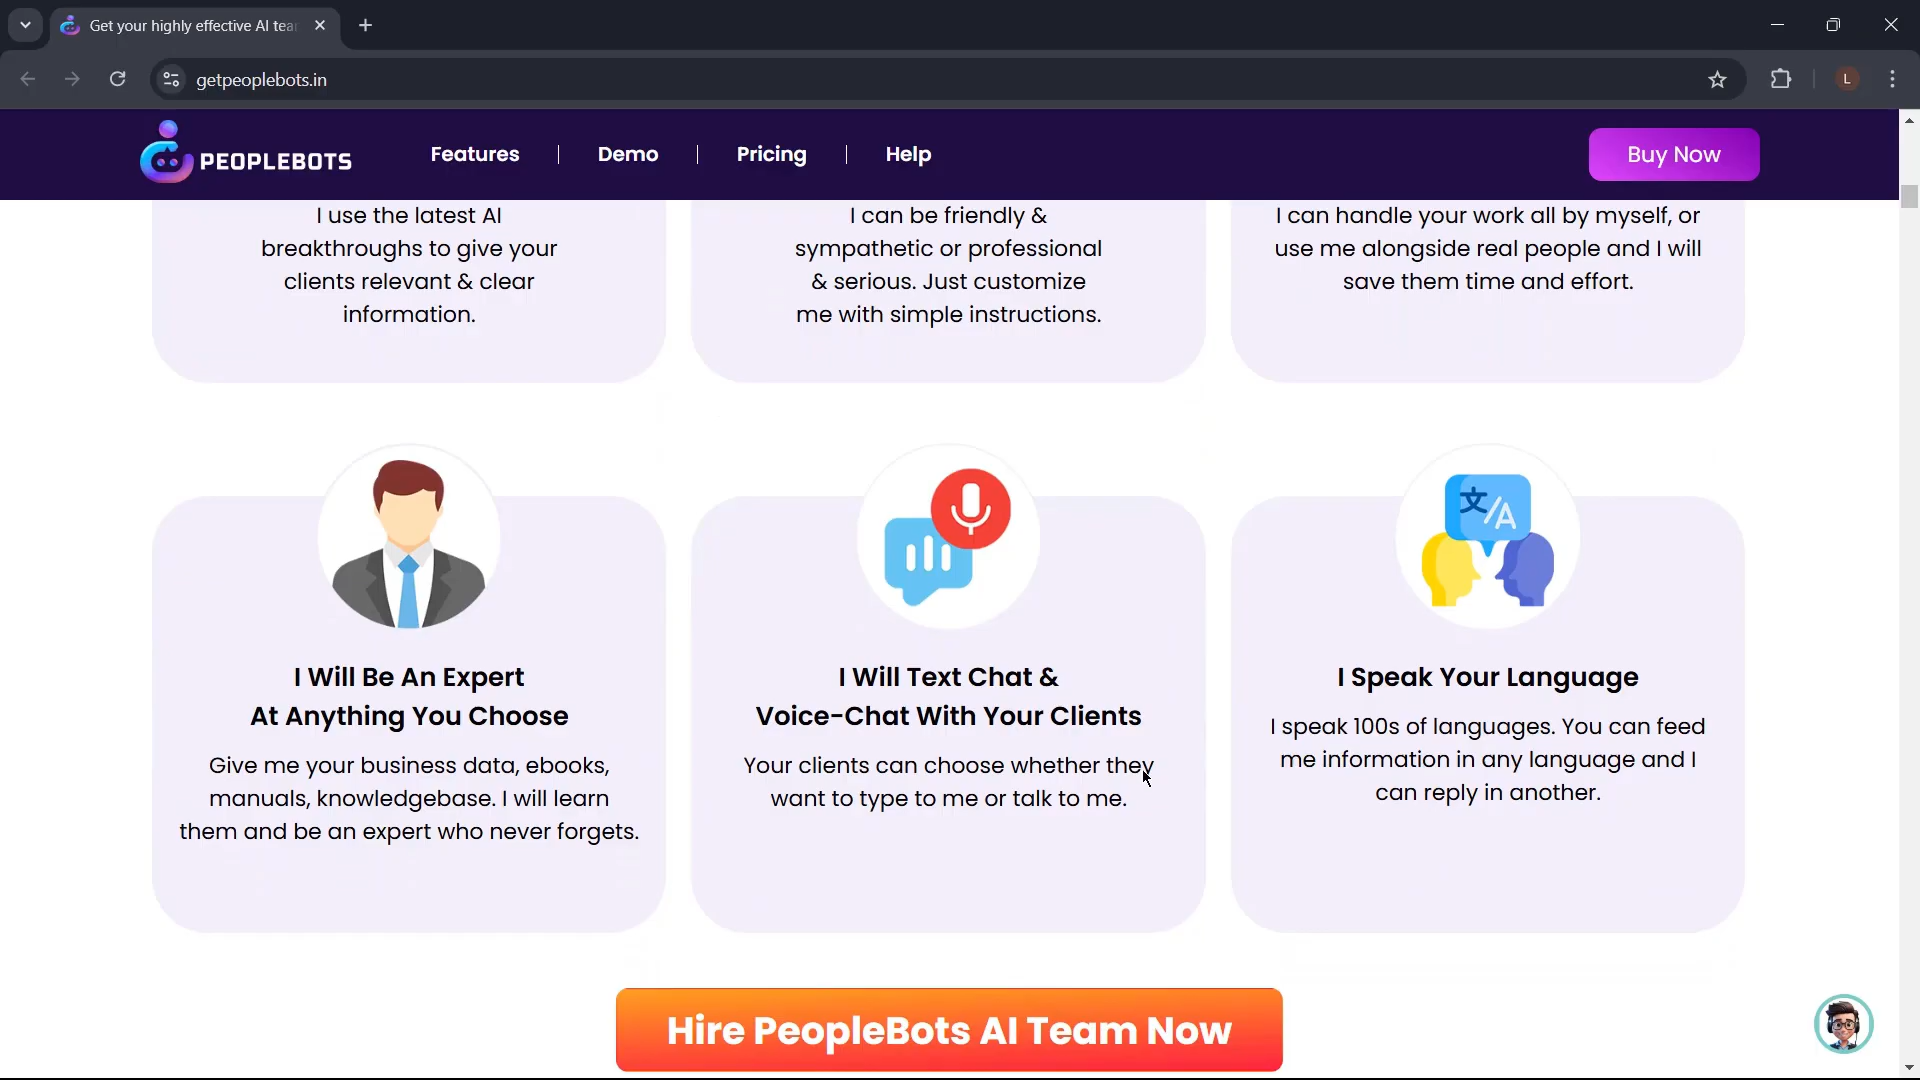 Get your highly effective AI tea
getpeoplebots.in
L
PEOPLEBOTS
Features
Demo
Pricing
Help
Buy Now
I use the latest AI
breakthroughs to give your
clients relevant & clear
information.
I can be friendly &
sympathetic or professional
& serious. Just customize
me with simple instructions.
I can handle your work all by myself, or
use me alongside real people and I will
save them time and effort.
I Will Be An Expert
At Anything You Choose
Give me your business data, ebooks,
manuals, knowledgebase. I will learn
them and be an expert who never forgets.
I Will Text Chat &
Voice-Chat With Your Clients
Your clients can choose whether they
want to type to me or talk to me.
文/A
I Speak Your Language
I speak 100s of languages. You can feed
me information in any language and I
can reply in another.
Hire PeopleBots AI Team Now